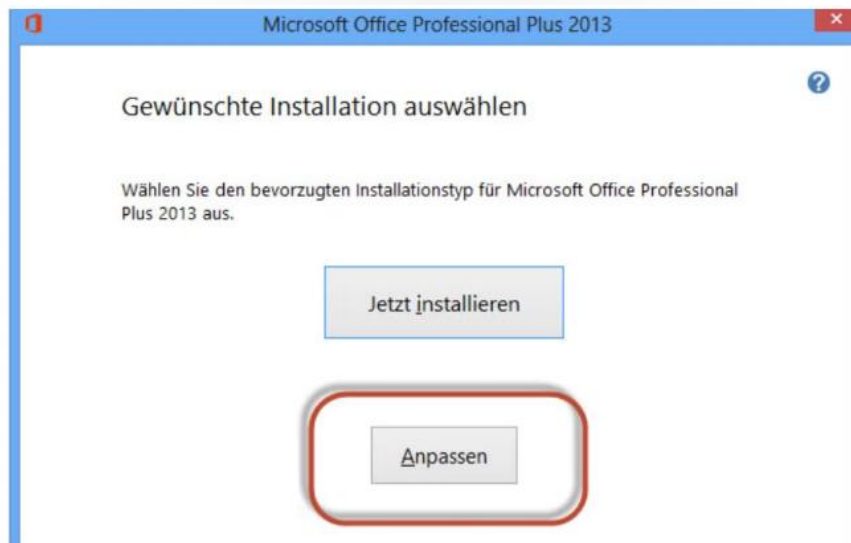 Microsoft Office Professional Plus 2013
Gewünschte Installation auswählen
Wählen Sie den bevorzugten Installationstyp für Microsoft Office Professional
Plus 2013 aus.
Jetzt installieren
Anpassen